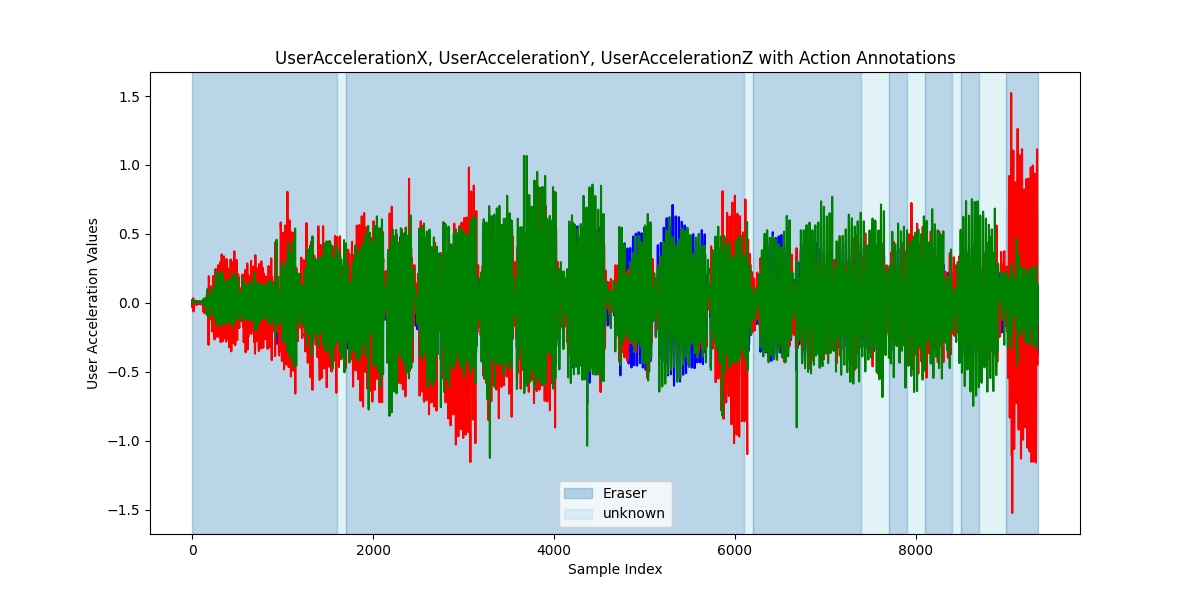 UserAccelerationX, UserAccelerationY, UserAccelerationZ with Action Annotations
1.5
1.0
0.5
0.0
−0.5
−1.0
−1.5
User Acceleration Values
Eraser
unknown
0 2000 4000 6000 8000
Sample Index